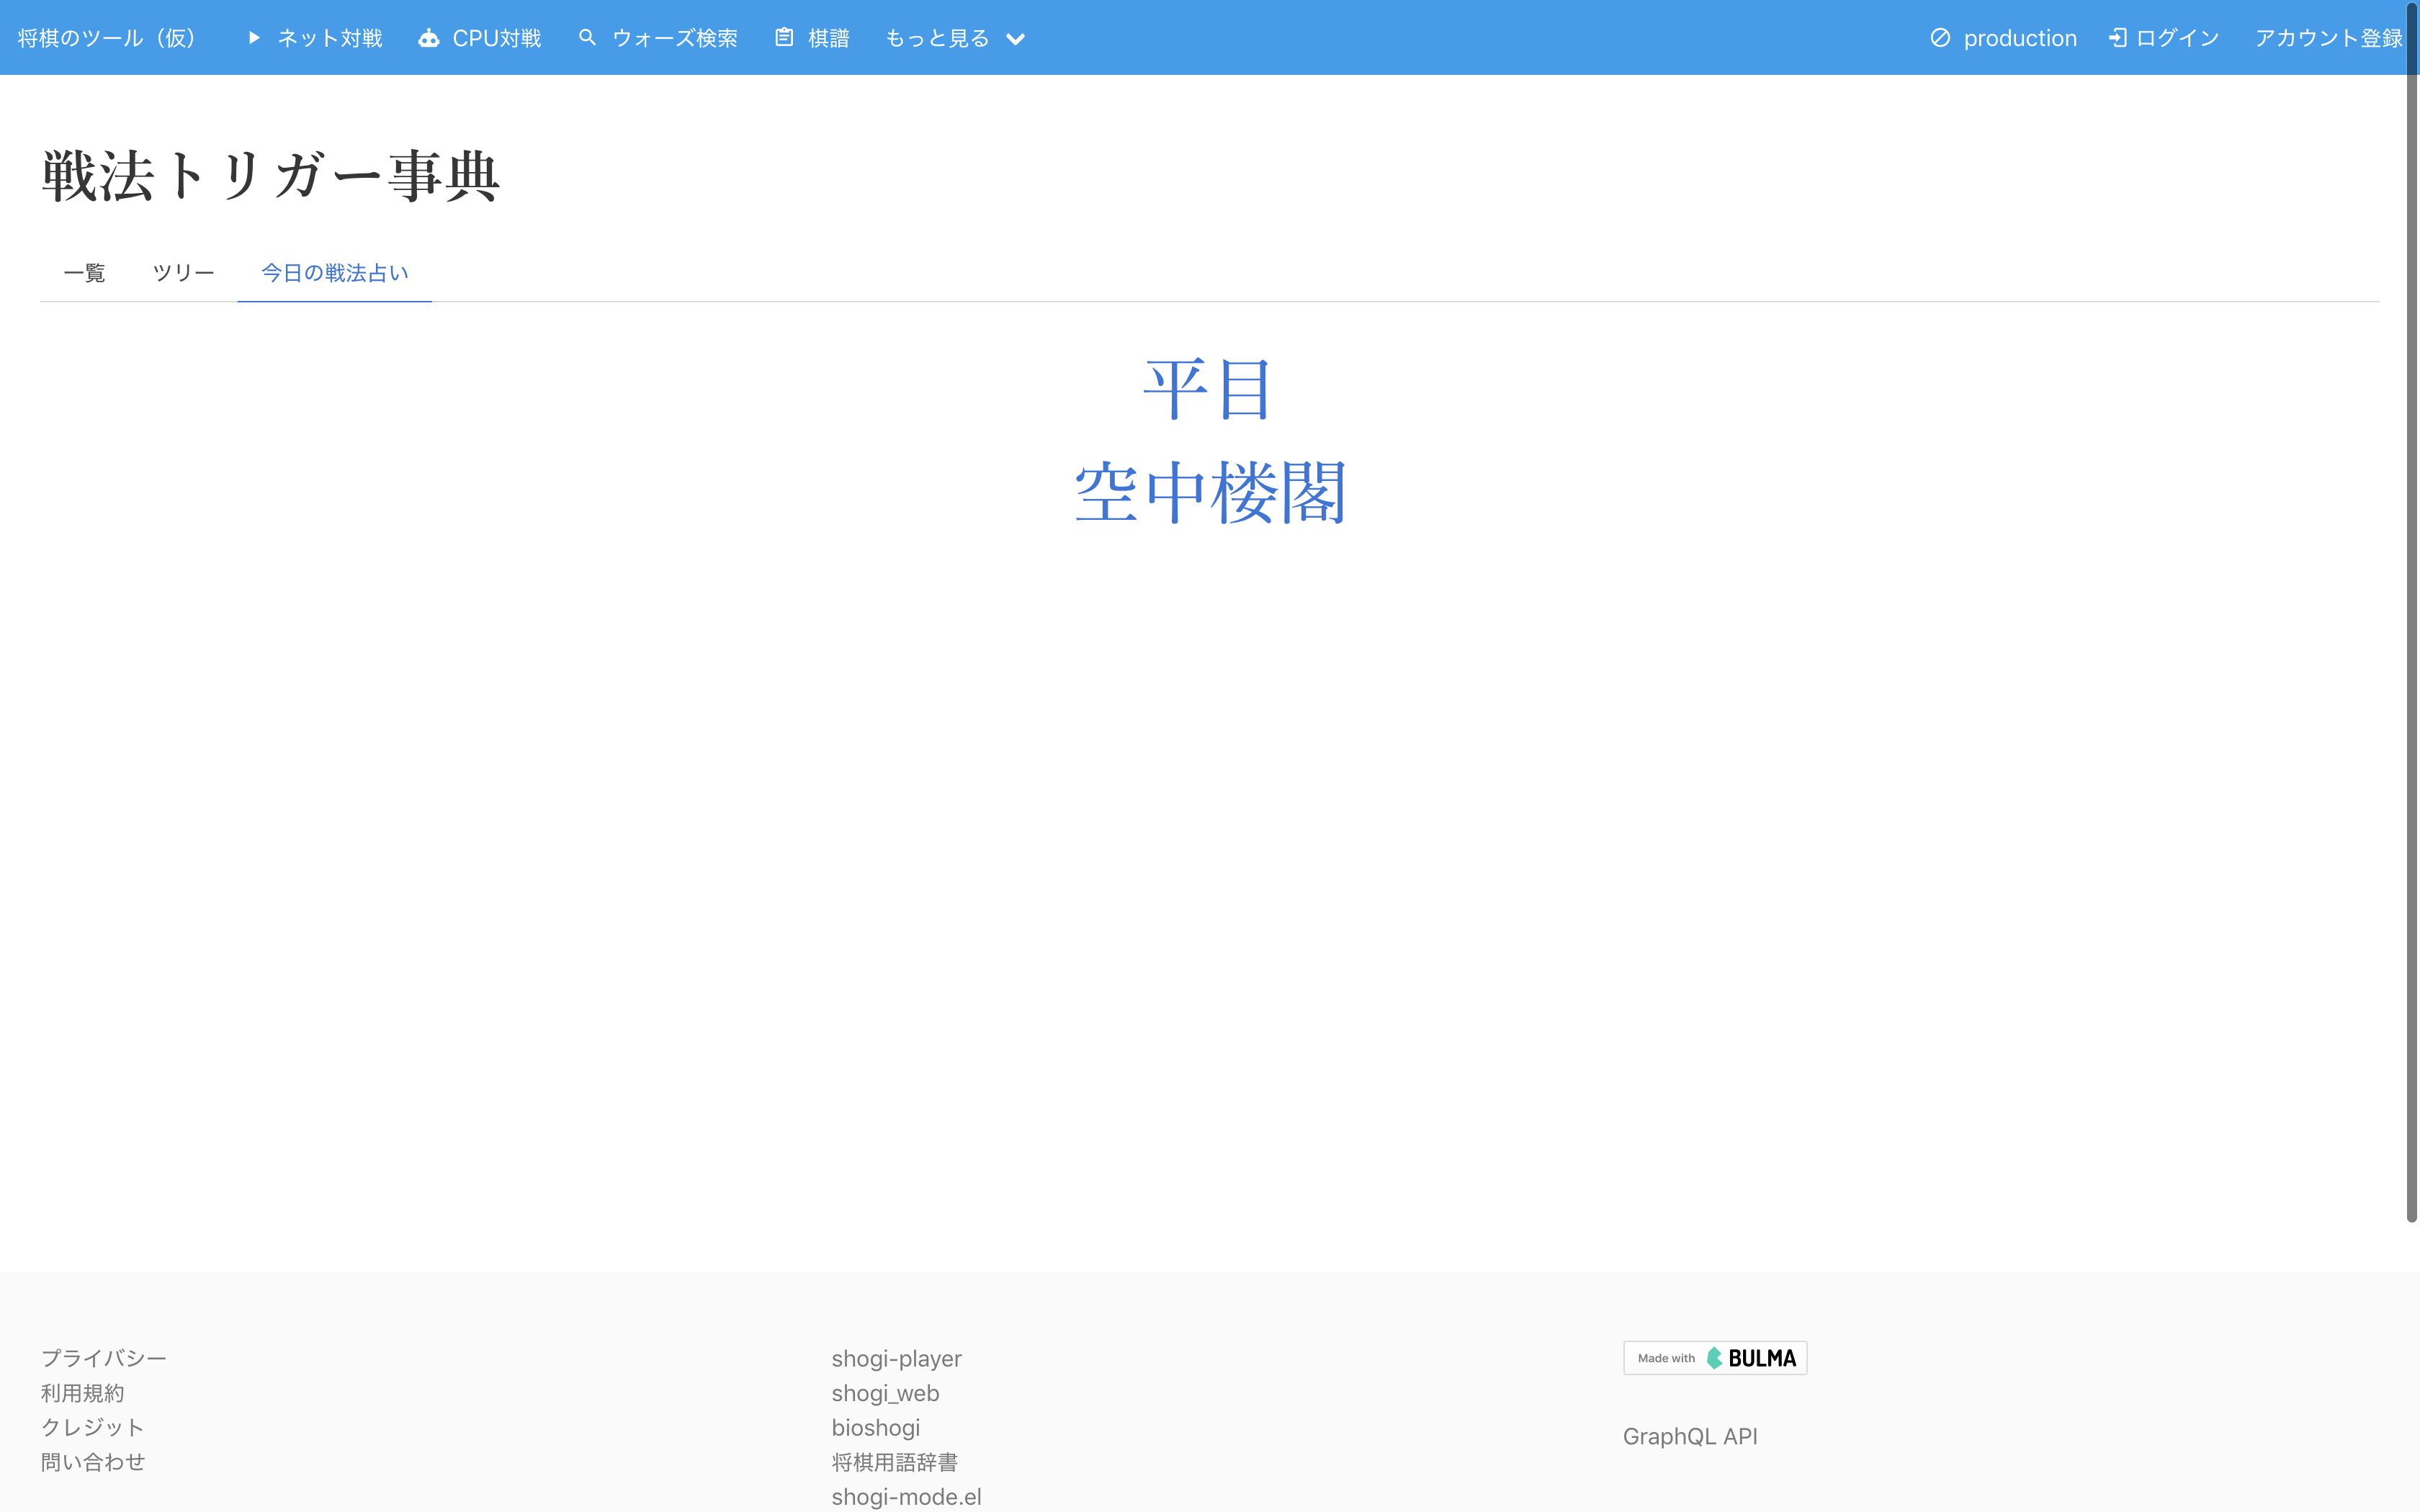 将棋のツール（仮） ネット対戦 CPU対戦 ウォーズ検索 棋譜 もっと見る production ログイン アカウント登録
戦法トリガー事典
一覧 ツリー 今日の戦法占い
平目
空中楼閣
プライバシー
利用規約
クレジット
問い合わせ
shogi-player
shogi_web
bioshogi
将棋用語辞書
shogi-mode.el
Made with BULMA
GraphQL API